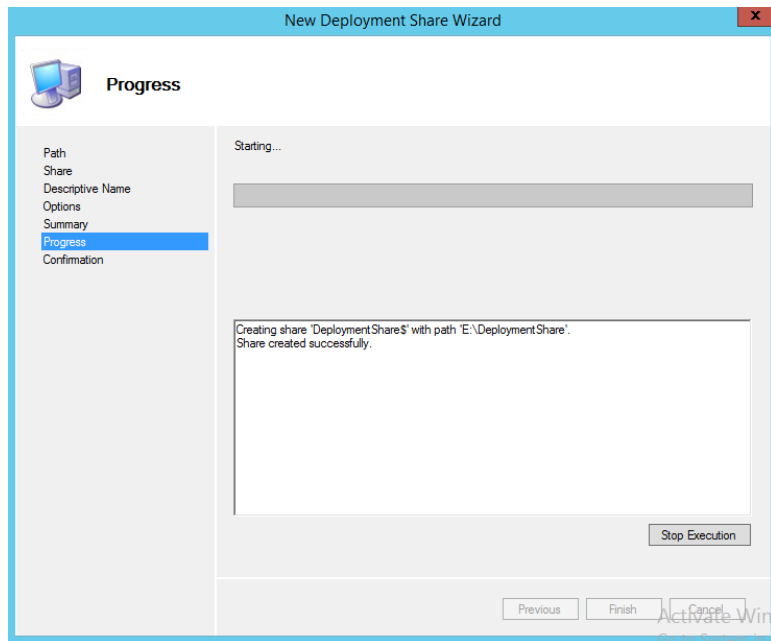 New Deployment Share Wizard
x
Progress
Path
Share
Descriptive Name
Options
Summary
Progress
Confirmation
Starting...
Creating share 'DeploymentShare$' with path 'E:\DeploymentShare'.
Share created successfully.
Stop Execution
Previous
Finish
Cancel
Activate Win